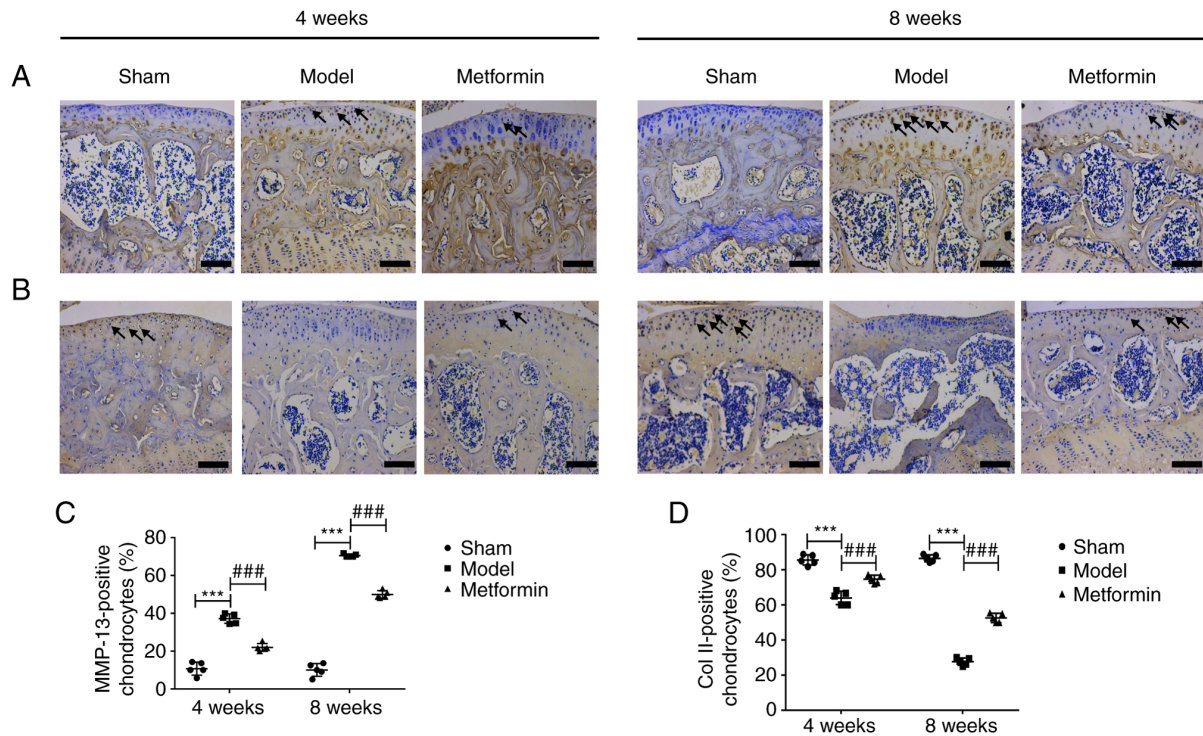 4 weeks
8 weeks
A
Sham
Model
Metformin
Sham
Model
Metformin
B
C
MMP-13-positive
chondrocytes (%)
80
60
40
20
0
***
###
***
###
4 weeks
8 weeks
Sham
Model
Metformin
D
Col II-positive
chondrocytes (%)
100
80
60
40
20
0
***
###
***
###
4 weeks
8 weeks
Sham
Model
Metformin